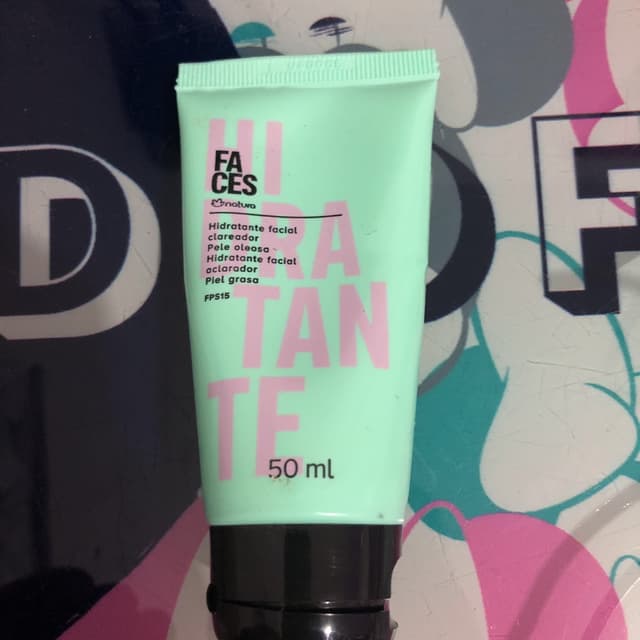 HI
DRA
TAN
TE
FA
CES
natura
Hidratante facial
clareador
Pele oleosa
Hidratante facial
aclarador
Piel grasa
FPS15
50 ml
D
O
F